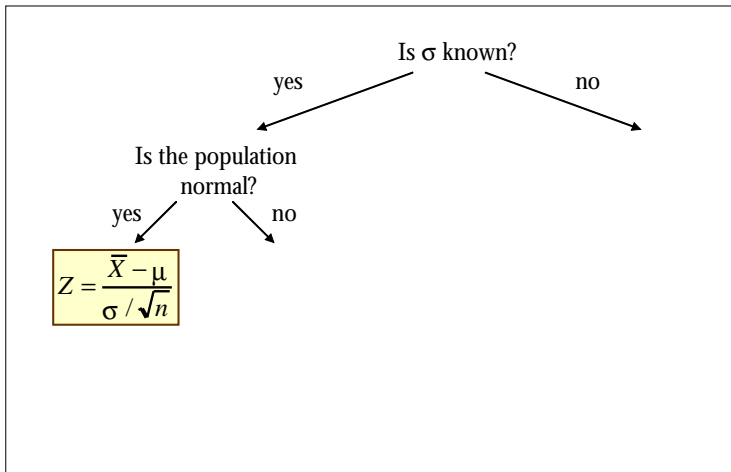 Is σ known?
yes
no
Is the population
normal?
yes
no
Z = (X̅ − μ) / (σ / √n)